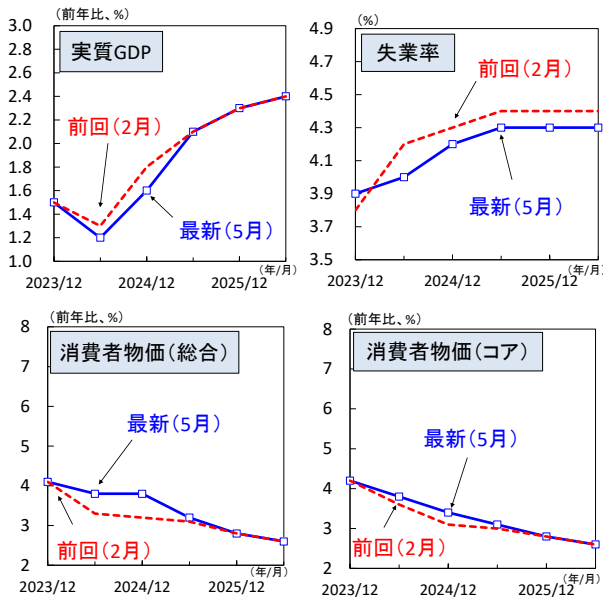 (前年比、%)
実質GDP
3.0
2.8
2.6
2.4
2.2
2.0
1.8
1.6
1.4
1.2
1.0
前回(2月)
最新(5月)
2023/12
2024/12
2025/12
(年/月)
(%)
失業率
4.9
4.7
4.5
4.3
4.1
3.9
3.7
3.5
前回(2月)
最新(5月)
2023/12
2024/12
2025/12
(年/月)
(前年比、%)
消費者物価(総合)
8
7
6
5
4
3
2
最新(5月)
前回(2月)
2023/12
2024/12
2025/12
(年/月)
(前年比、%)
消費者物価(コア)
8
7
6
5
4
3
2
最新(5月)
前回(2月)
2023/12
2024/12
2025/12
(年/月)